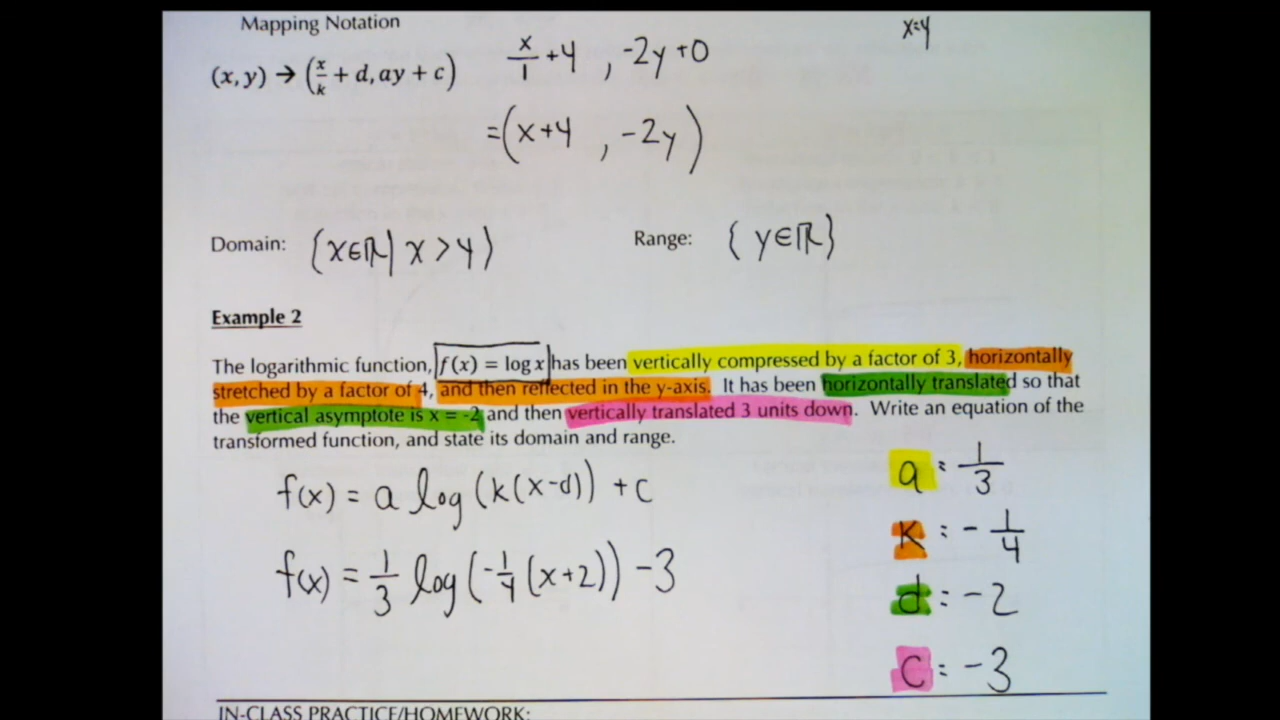 Mapping Notation
x=4
x/1 +4 , -2y +0
(x, y) → (x/k + d, ay + c)
=(x+4 , -2y)
Domain: {x∈ℝ| x > 4}
Range: {y∈ℝ}
Example 2
The logarithmic function, f(x) = log x has been vertically compressed by a factor of 3, horizontally
stretched by a factor of 4, and then reflected in the y-axis. It has been horizontally translated so that
the vertical asymptote is x = -2 and then vertically translated 3 units down. Write an equation of the
transformed function, and state its domain and range.
f(x) = a log (k(x-d)) + c
a = 1/3
f(x) = 1/3 log (-1/4 (x+2)) - 3
k = - 1/4
d = -2
c = -3
IN-CLASS PRACTICE/HOMEWORK: